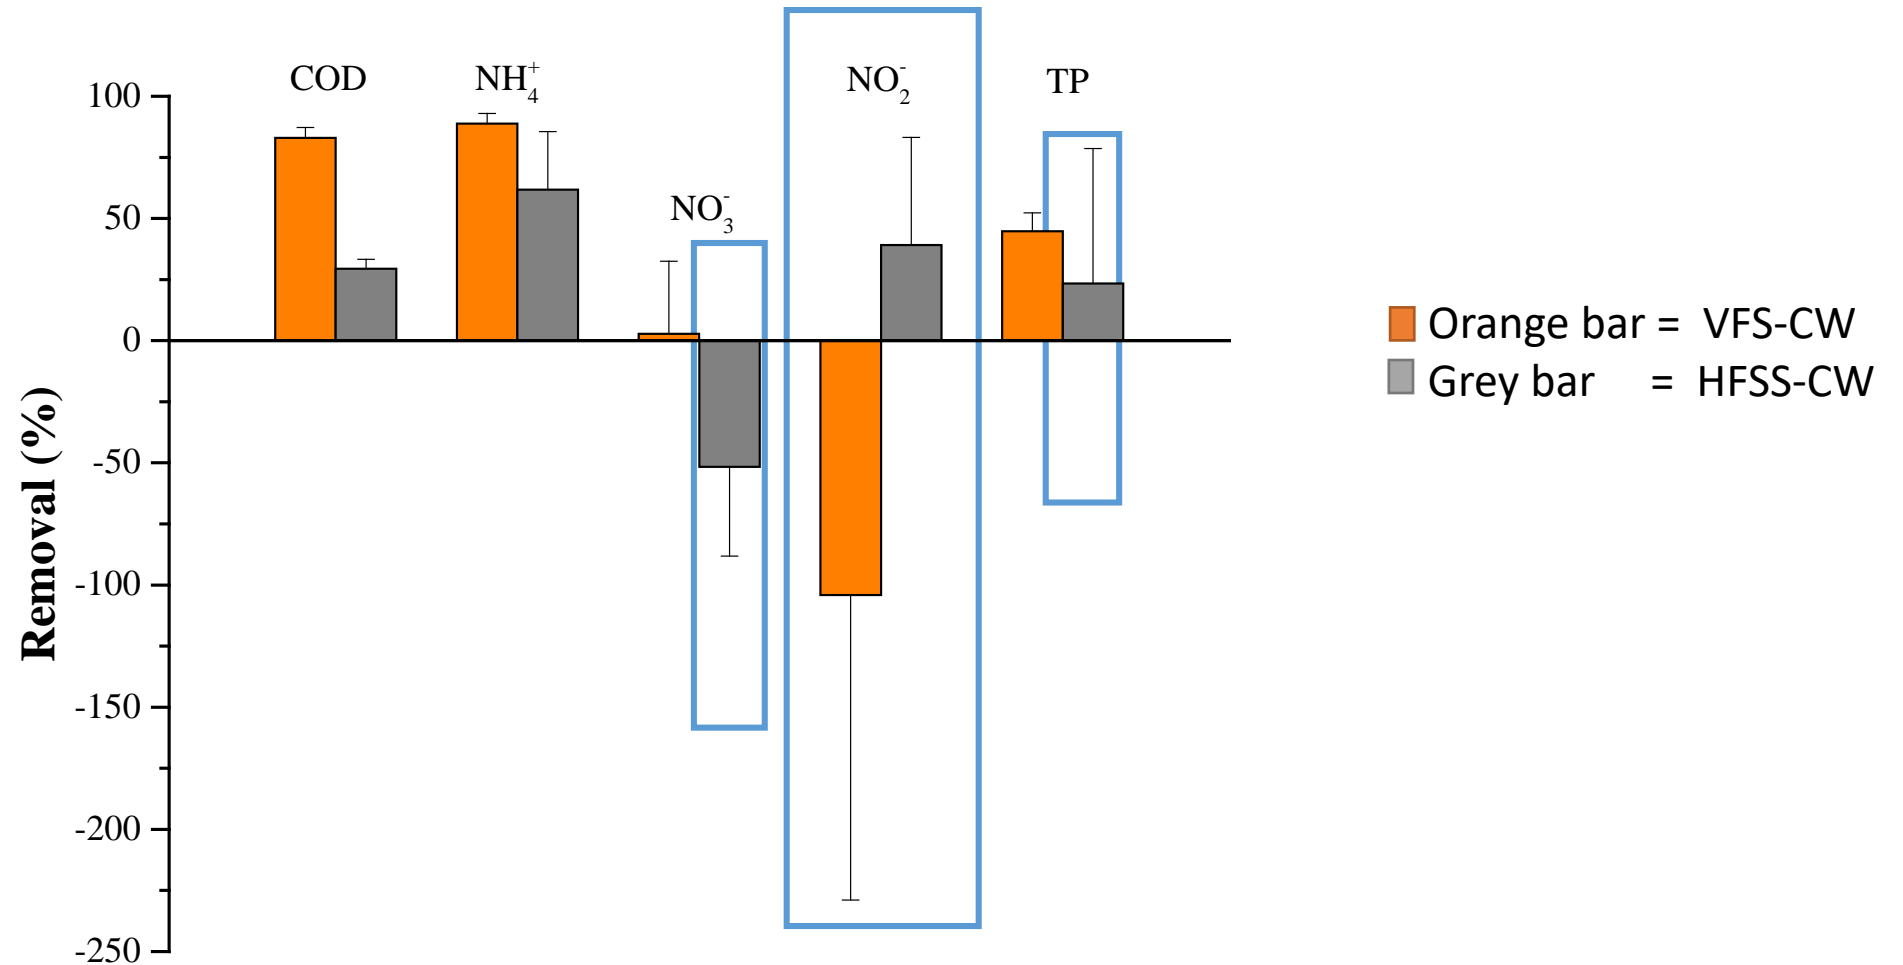 COD
NH₄⁺
NO₃⁻
NO₂⁻
TP
100
50
0
-50
-100
-150
-200
-250
Removal (%)
Orange bar = VFS-CW
Grey bar = HFSS-CW